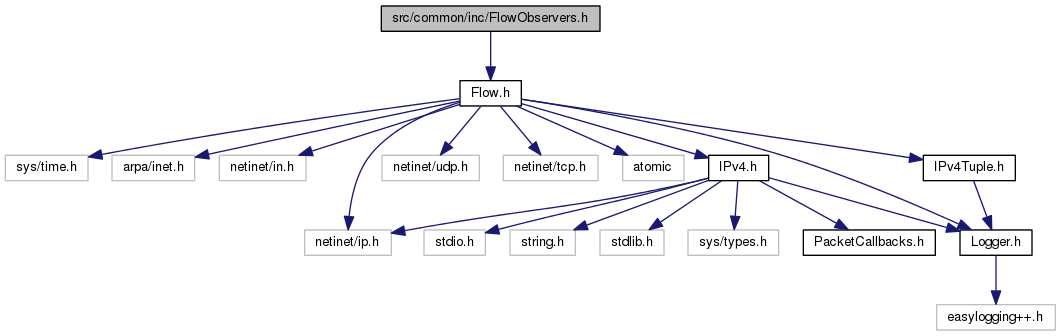 src/common/inc/FlowObservers.h
Flow.h
sys/time.h
arpa/inet.h
netinet/in.h
netinet/udp.h
netinet/tcp.h
atomic
IPv4.h
IPv4Tuple.h
netinet/ip.h
stdio.h
string.h
stdlib.h
sys/types.h
PacketCallbacks.h
Logger.h
easylogging++.h